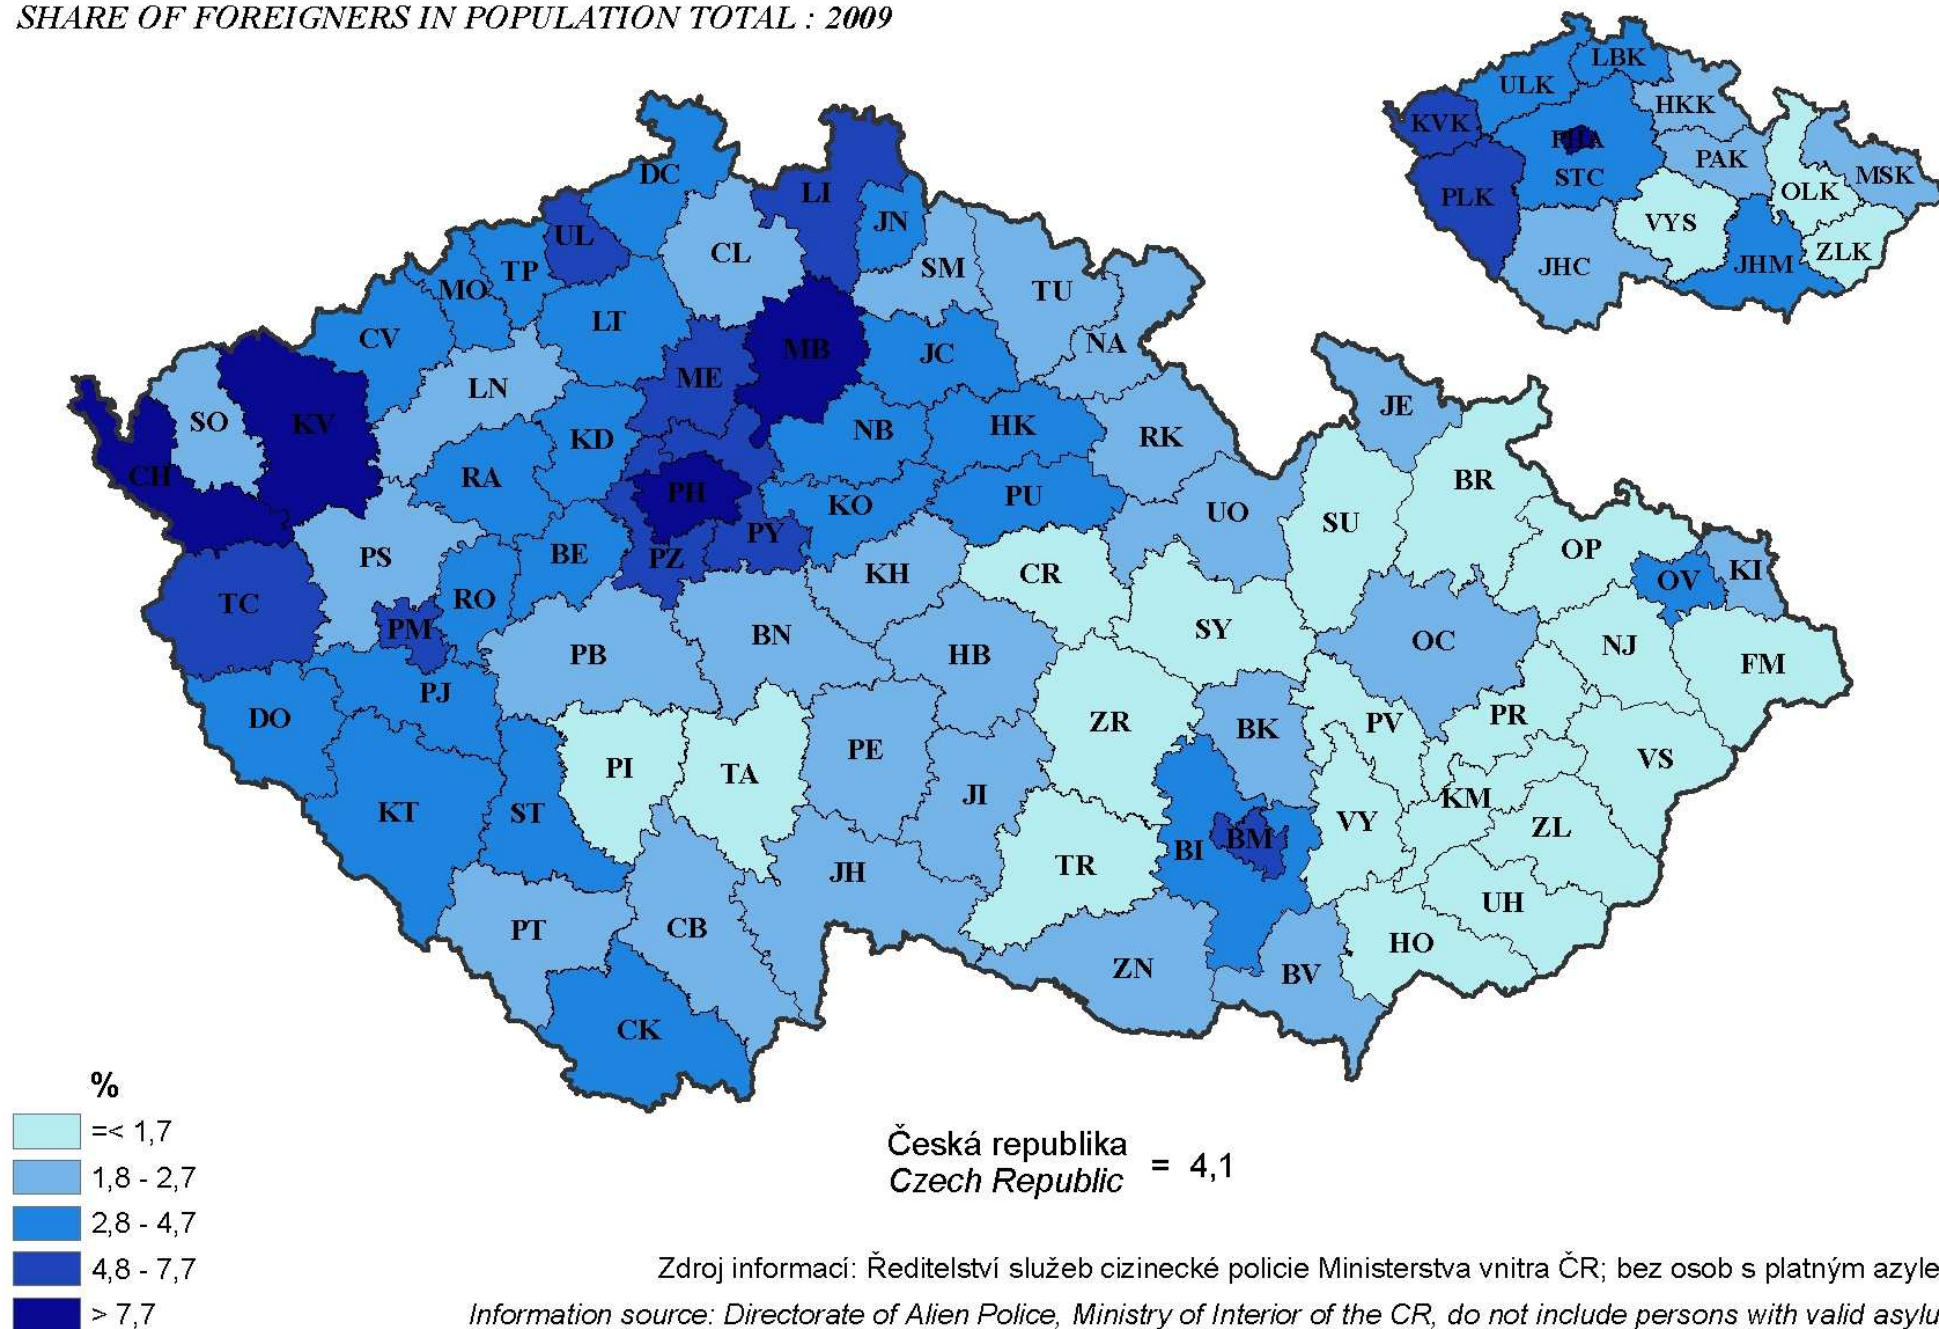 SHARE OF FOREIGNERS IN POPULATION TOTAL : 2009
LBK
ULK
HKK
KVK
PHA
PAK
STC
MSK
PLK
OLK
VYS
ZLK
JHC
JHM
DC
LI
JN
UL
CL
TP
SM
MO
TU
LT
CV
MB
JC
NA
ME
LN
SO
KV
JE
KD
NB
HK
RK
CH
RA
PH
KO
PU
BR
UO
SU
PS
BE
PZ
PY
OP
KH
CR
OV
KI
TC
RO
PM
SY
BN
OC
PB
HB
NJ
FM
PJ
DO
ZR
BK
PV
PR
PE
VS
PI
TA
JI
KM
KT
ST
VY
ZL
BI
BM
TR
JH
UH
PT
CB
HO
ZN
BV
CK
%
=< 1,7
1,8 - 2,7
2,8 - 4,7
4,8 - 7,7
> 7,7
Česká republika
Czech Republic
= 4,1
Zdroj informací: Ředitelství služeb cizinecké policie Ministerstva vnitra ČR; bez osob s platným azyle
Information source: Directorate of Alien Police, Ministry of Interior of the CR, do not include persons with valid asylu